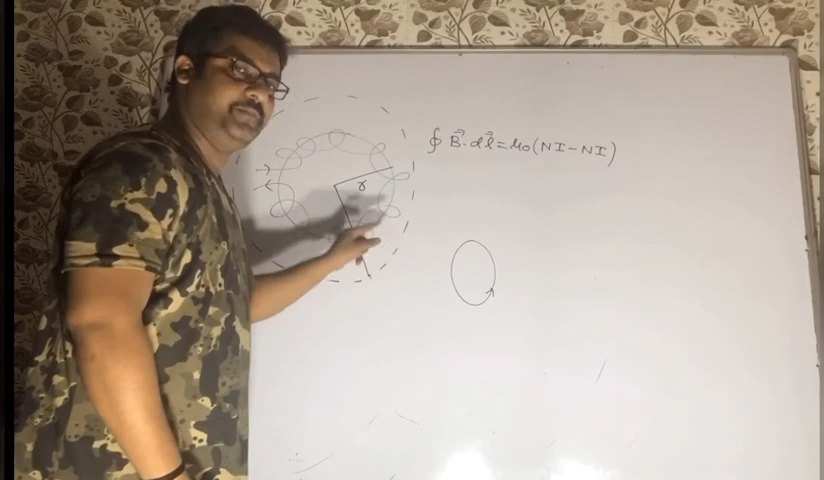 ∮ B⃗. dl⃗ = μ0 (NI-NI)
r